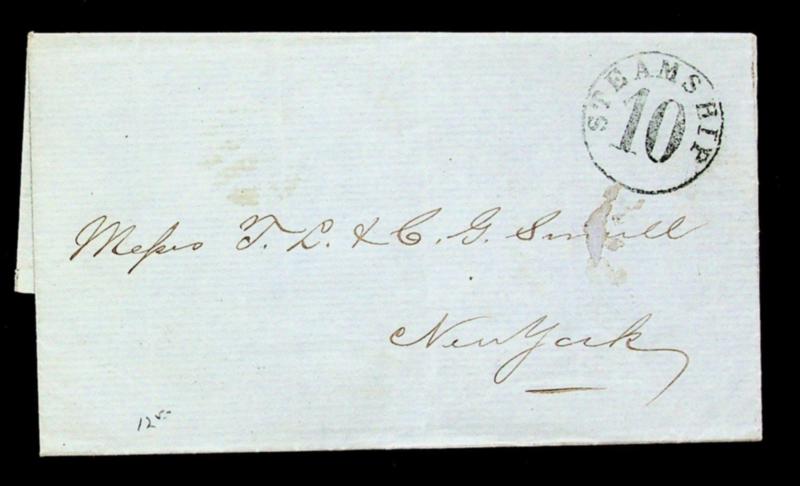 STEAMSHIP
10
Messrs T. L. & C. G. Smull
New York
12